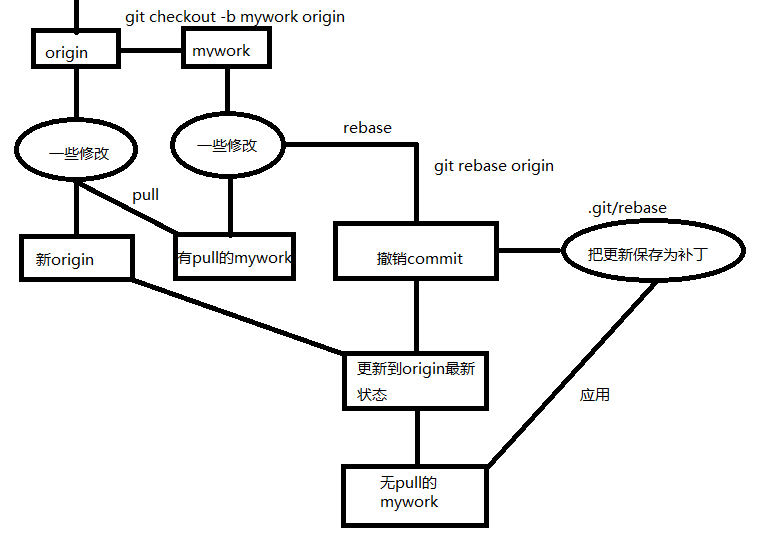 git checkout -b mywork origin
origin
mywork
一些修改
一些修改
rebase
git rebase origin
pull
.git/rebase
新origin
有pull的mywork
撤销commit
把更新保存为补丁
更新到origin最新
状态
应用
无pull的
mywork